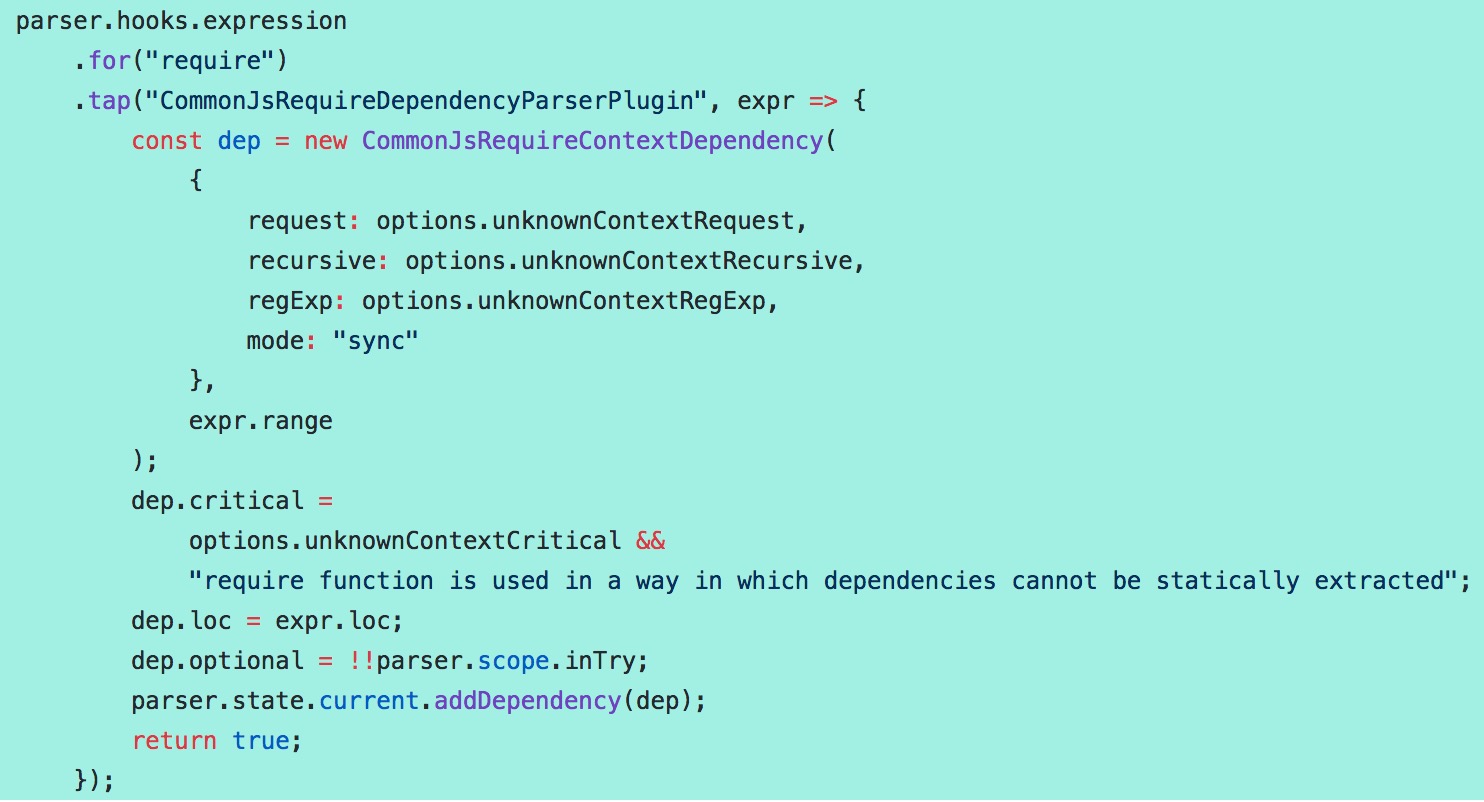 parser.hooks.expression
.for("require")
.tap("CommonJsRequireDependencyParserPlugin", expr => {
const dep = new CommonJsRequireContextDependency(
{
request: options.unknownContextRequest,
recursive: options.unknownContextRecursive,
regExp: options.unknownContextRegExp,
mode: "sync"
},
expr.range
);
dep.critical =
options.unknownContextCritical &&
"require function is used in a way in which dependencies cannot be statically extracted";
dep.loc = expr.loc;
dep.optional = !!parser.scope.inTry;
parser.state.current.addDependency(dep);
return true;
});